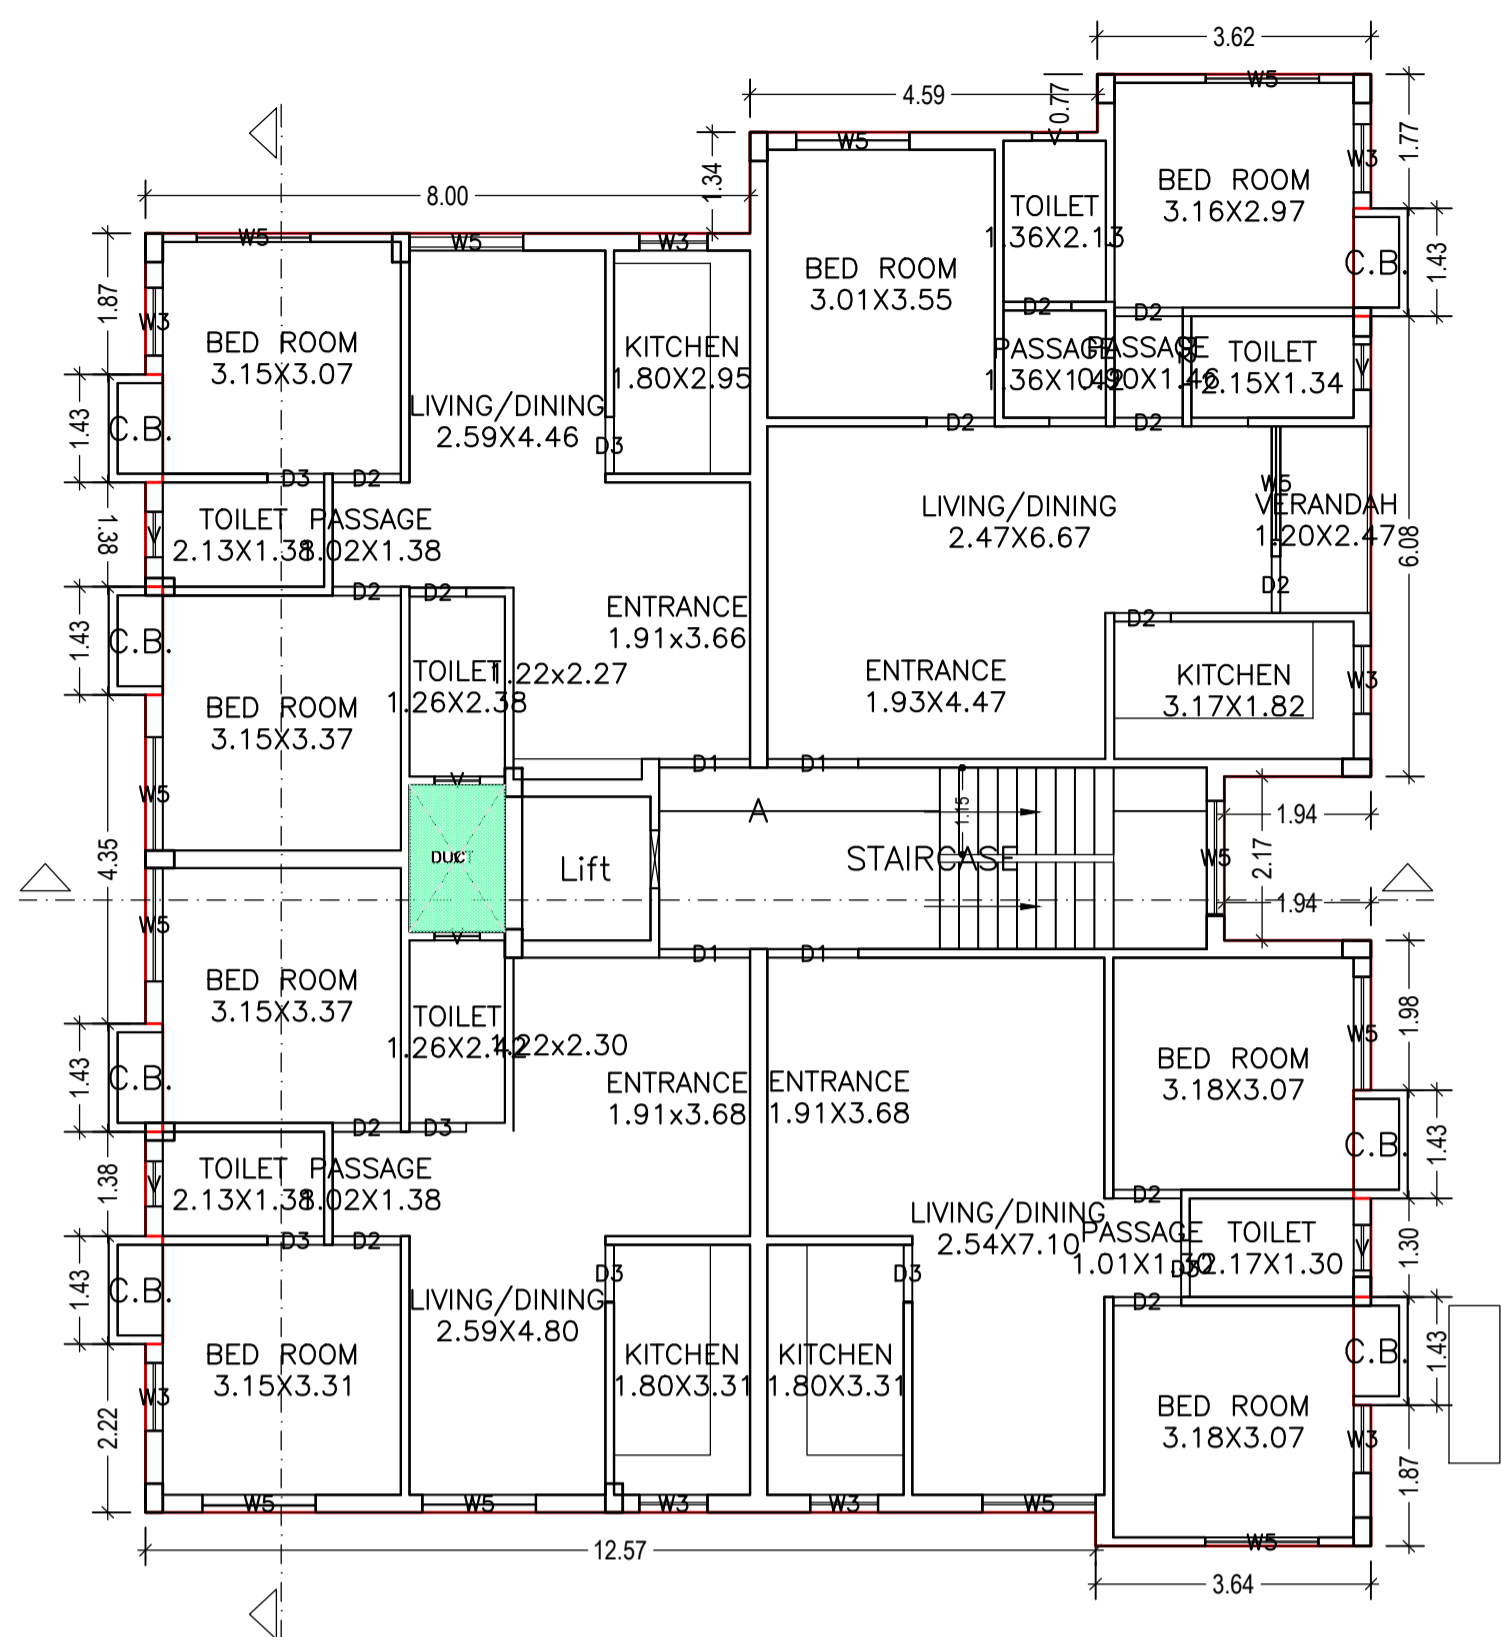 3.62
4.59
0.77
W5
1.77
W3
8.00
1.34
W5
V
BED ROOM
3.16X2.97
TOILET
1.36X2.13
C.B.
1.43
W5
W5
W3
BED ROOM
3.01X3.55
1.87
W3
D2
D2
BED ROOM
3.15X3.07
KITCHEN
1.80X2.95
PASSAGE
1.36X1.42
PASSAGE
0.90X1.46
TOILET
2.15X1.34
V
LIVING/DINING
2.59X4.46
1.43
C.B.
D3
D2
D2
D3
D2
LIVING/DINING
2.47X6.67
W5
VERANDAH
1.20X2.47
6.08
1.38
V
TOILET
2.13X1.38
PASSAGE
1.02X1.38
D2
D2
D2
D2
1.43
C.B.
ENTRANCE
1.91x3.66
TOILET
1.26X2.38
1.22x2.27
ENTRANCE
1.93X4.47
KITCHEN
3.17X1.82
W3
BED ROOM
3.15X3.37
V
D1
D1
W5
4.35
DUCT
Lift
A
1.15
STAIRCASE
W5
2.17
1.94
1.94
W5
V
D1
D1
BED ROOM
3.15X3.37
TOILET
1.26X2.42
1.22x2.30
1.98
W5
1.43
C.B.
ENTRANCE
1.91x3.68
ENTRANCE
1.91X3.68
BED ROOM
3.18X3.07
D2
D3
C.B.
1.43
1.38
V
TOILET
2.13X1.38
PASSAGE
1.02X1.38
D2
LIVING/DINING
2.54X7.10
PASSAGE
1.01X1.30
TOILET
2.17X1.30
V
1.30
D3
D2
D3
D3
D3
D2
1.43
C.B.
LIVING/DINING
2.59X4.80
BED ROOM
3.15X3.31
KITCHEN
1.80X3.31
KITCHEN
1.80X3.31
C.B.
1.43
W3
2.22
BED ROOM
3.18X3.07
W3
1.87
W5
W5
W3
W3
W5
W5
12.57
3.64